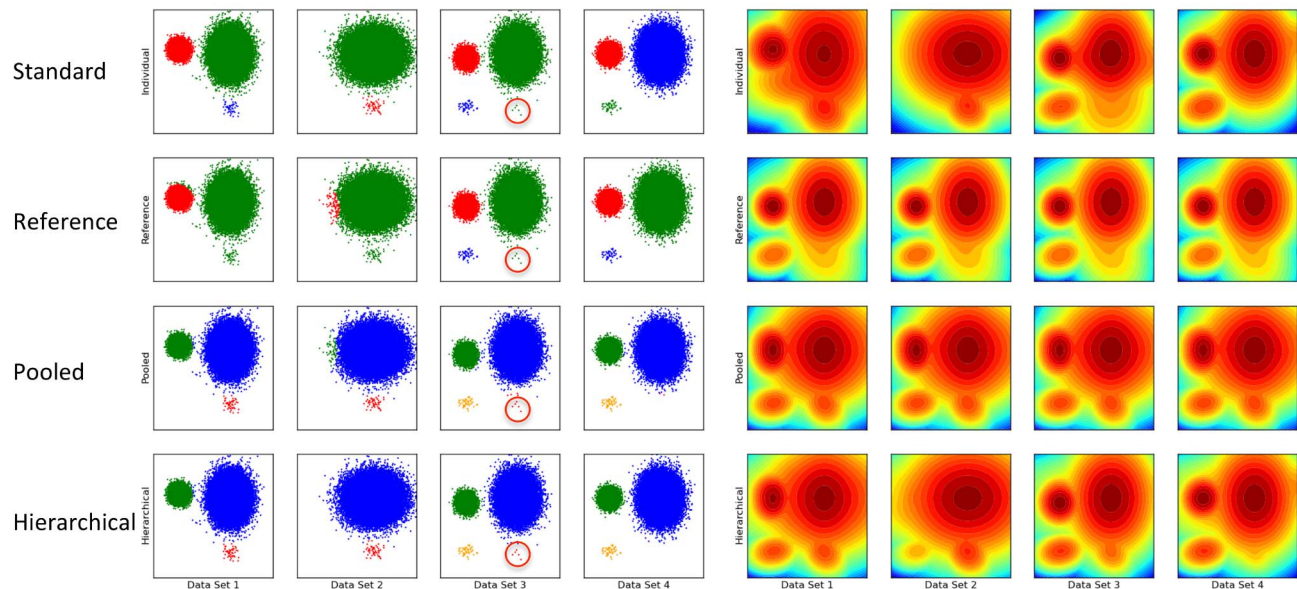 Standard
Individual
Individual
Reference
Reference
Reference
Pooled
Pooled
Pooled
Hierarchical
Hierarchical
Hierarchical
Data Set 1 Data Set 2 Data Set 3 Data Set 4 Data Set 1 Data Set 2 Data Set 3 Data Set 4